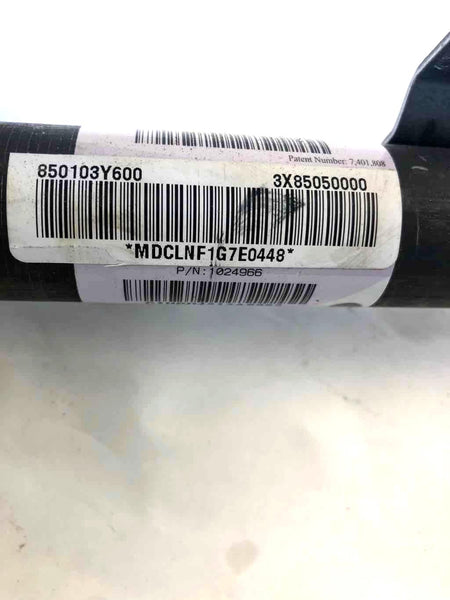 Patent Number: 7,401,808
850103Y600 3X85050000
*MDCLNF1G7E0448*
P/N:1024966